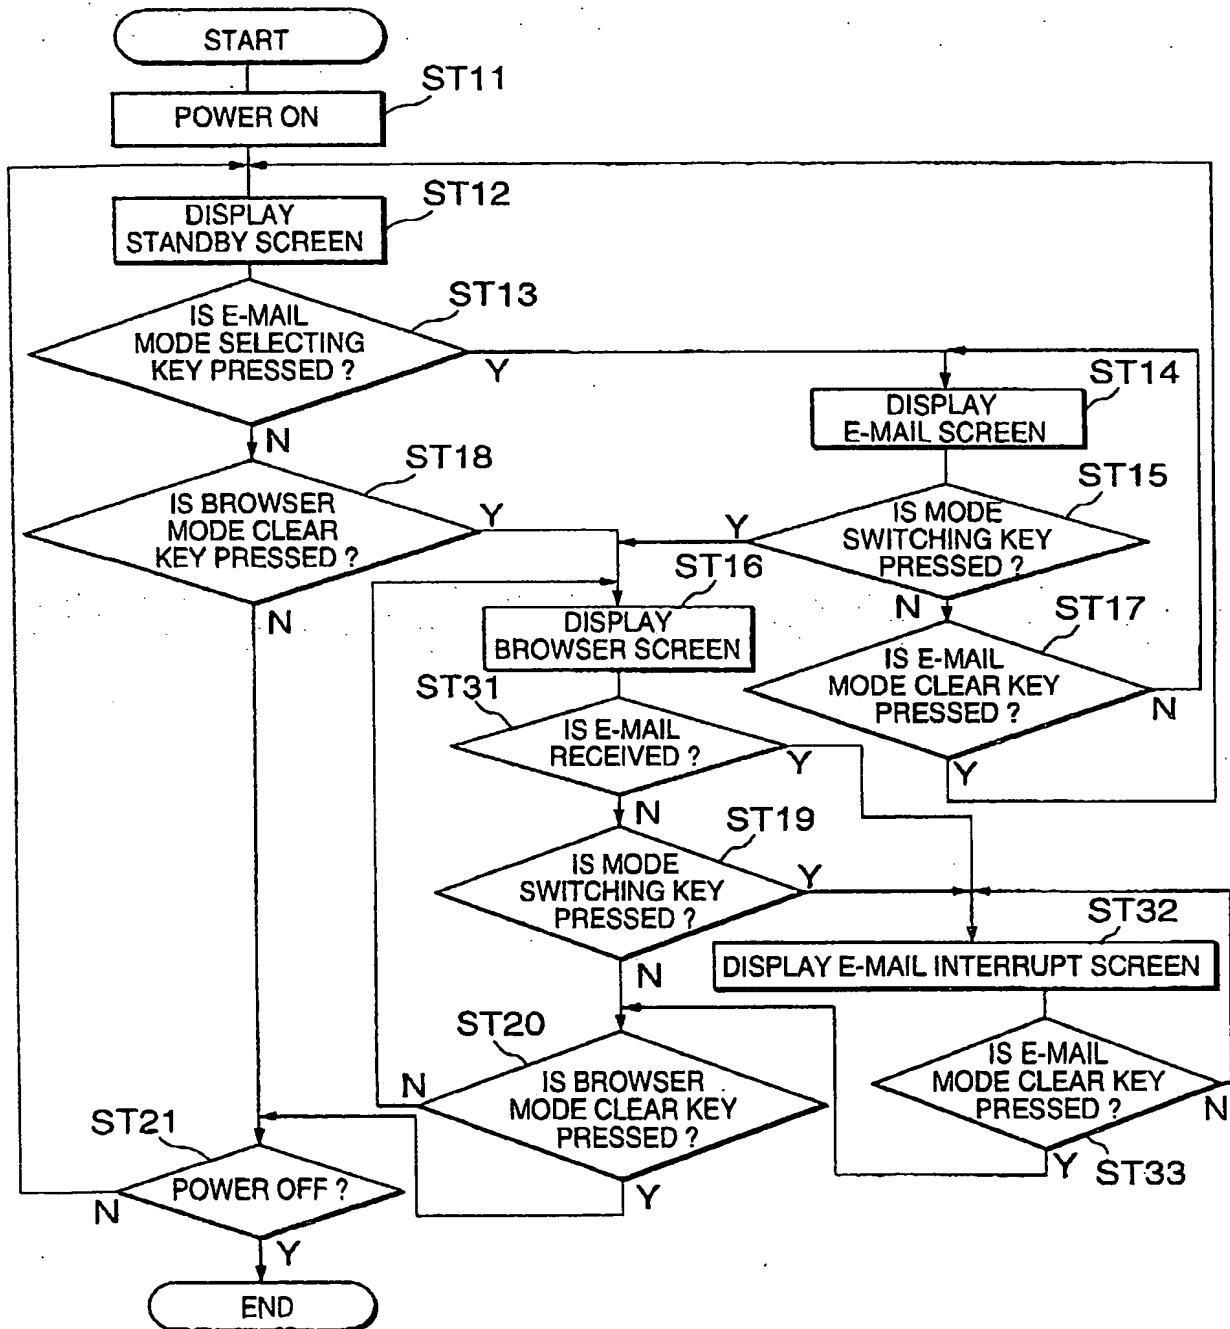 START
ST11
POWER ON
ST12
DISPLAY
STANDBY SCREEN
ST13
IS E-MAIL
MODE SELECTING
KEY PRESSED ?
Y
N
ST14
DISPLAY
E-MAIL SCREEN
ST18
IS BROWSER
MODE CLEAR
KEY PRESSED ?
Y
N
ST15
IS MODE
SWITCHING KEY
PRESSED ?
Y
N
ST16
DISPLAY
BROWSER SCREEN
ST17
IS E-MAIL
MODE CLEAR KEY
PRESSED ?
N
Y
ST31
IS E-MAIL
RECEIVED ?
Y
N
ST19
IS MODE
SWITCHING KEY
PRESSED ?
Y
N
ST32
DISPLAY E-MAIL INTERRUPT SCREEN
ST20
IS BROWSER
MODE CLEAR KEY
PRESSED ?
N
Y
IS E-MAIL
MODE CLEAR KEY
PRESSED ?
N
Y
ST33
ST21
POWER OFF ?
N
Y
END